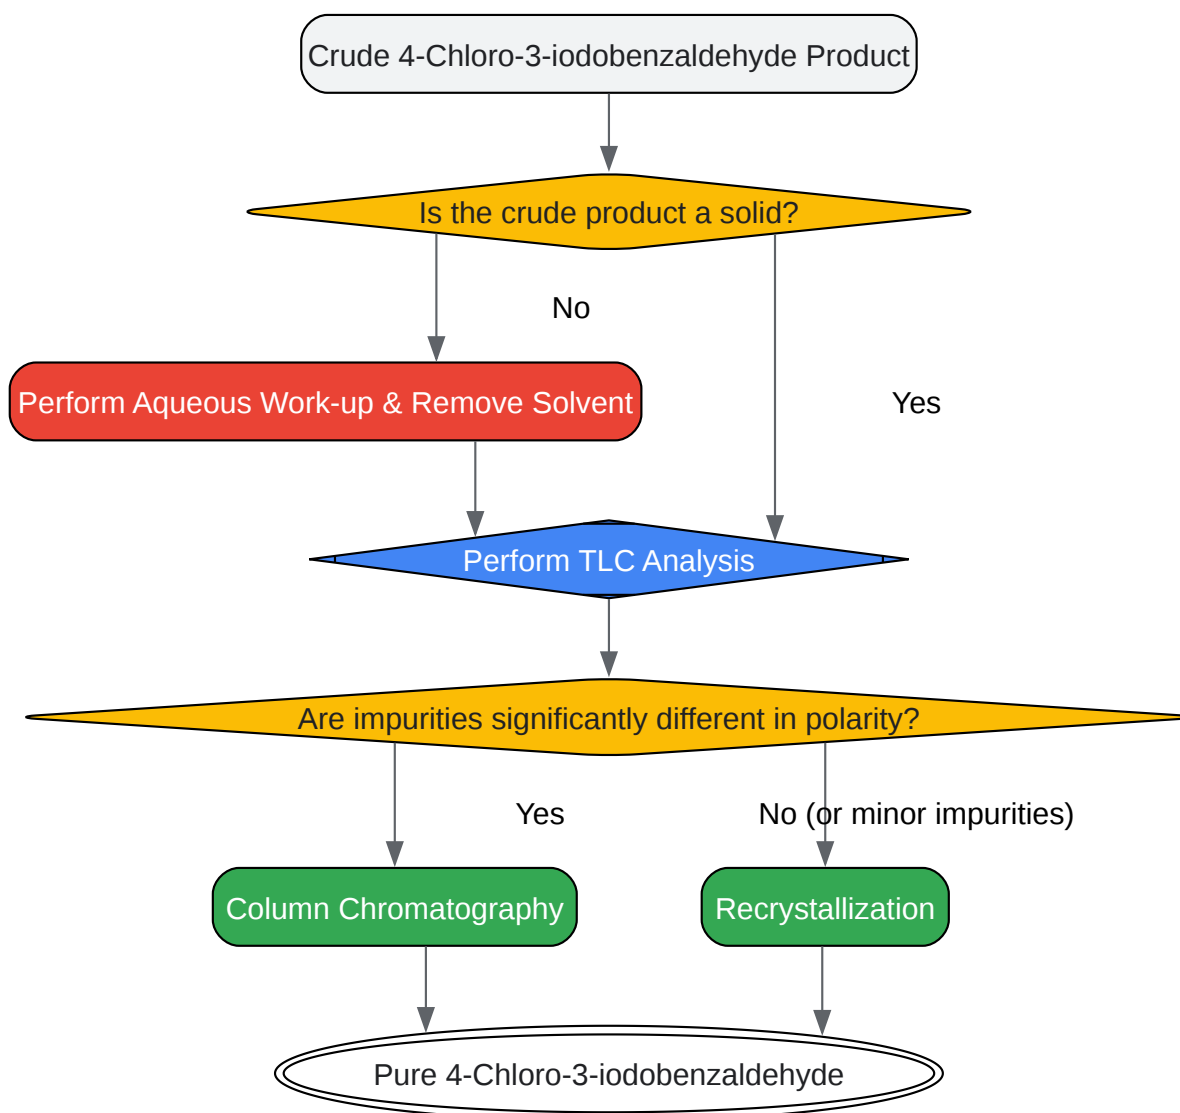 Crude 4-Chloro-3-iodobenzaldehyde Product
Is the crude product a solid?
No
Perform Aqueous Work-up & Remove Solvent
Yes
Perform TLC Analysis
Are impurities significantly different in polarity?
Yes
No (or minor impurities)
Column Chromatography
Recrystallization
Pure 4-Chloro-3-iodobenzaldehyde